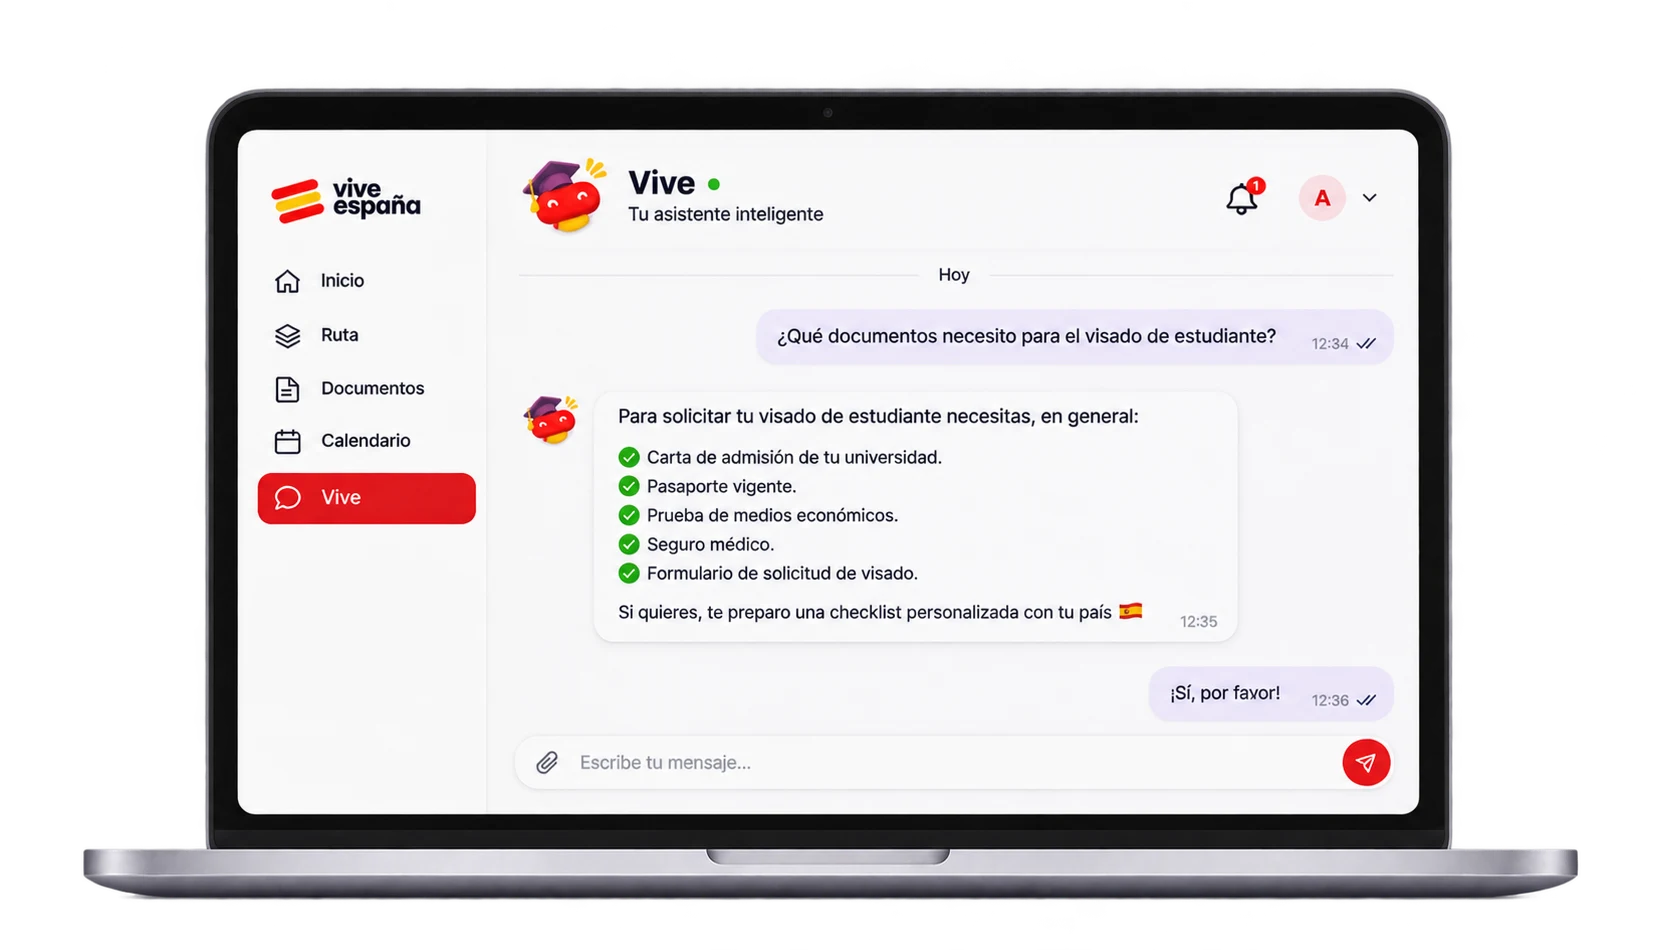 vive
españa
Inicio
Ruta
Documentos
Calendario
Vive
Vive
Tu asistente inteligente
1
A
Hoy
¿Qué documentos necesito para el visado de estudiante?
12:34
Para solicitar tu visado de estudiante necesitas, en general:
Carta de admisión de tu universidad.
Pasaporte vigente.
Prueba de medios económicos.
Seguro médico.
Formulario de solicitud de visado.
Si quieres, te preparo una checklist personalizada con tu país 🇪🇸
12:35
¡Sí, por favor!
12:36
Escribe tu mensaje...